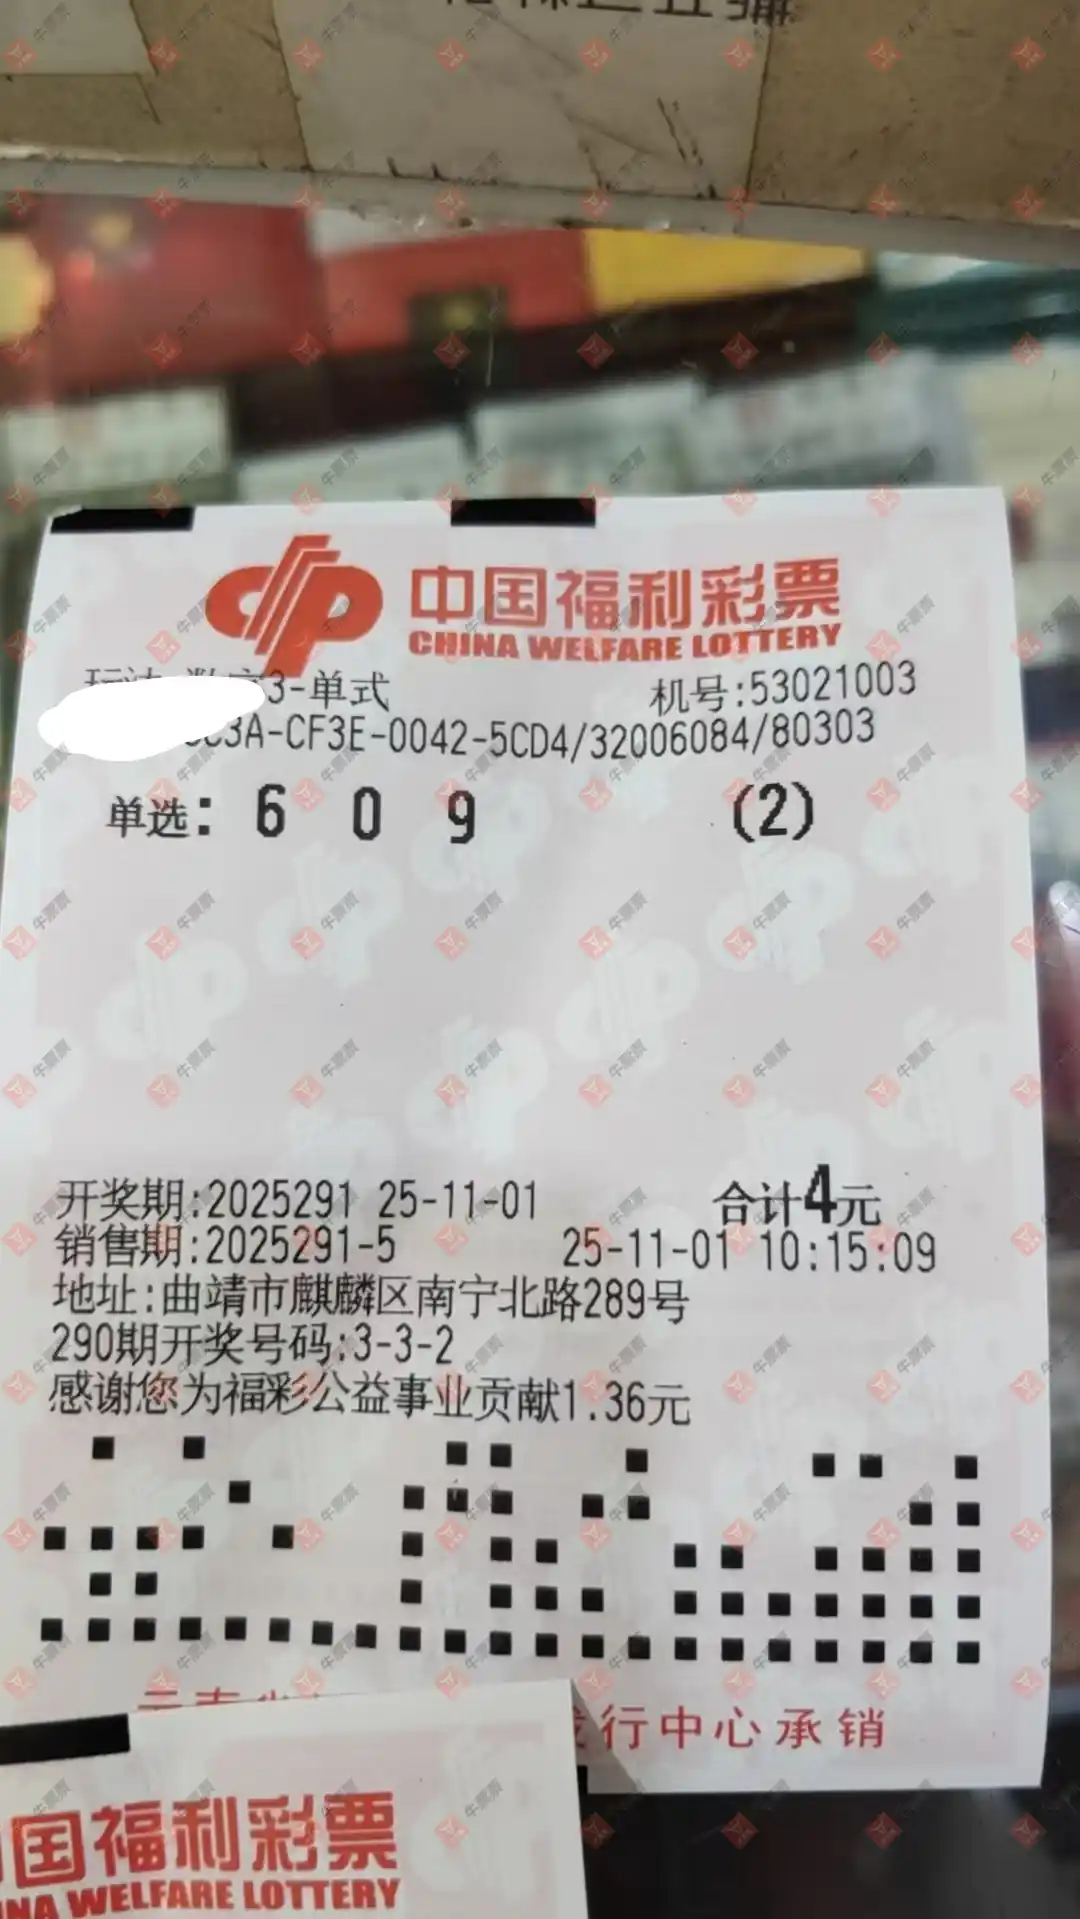 中国福利彩票
CHINA WELFARE LOTTERY
3-单式 机号:53021003
C3A-CF3E-0042-5CD4/32006084/80303
单选: 6 0 9 (2)
开奖期:2025291 25-11-01 合计4元
销售期:2025291-5 25-11-01 10:15:09
地址:曲靖市麒麟区南宁北路289号
290期开奖号码:3-3-2
感谢您为福彩公益事业贡献1.36元
行中心承销
国福利彩票
NA WELFARE LOTTERY
牛票票